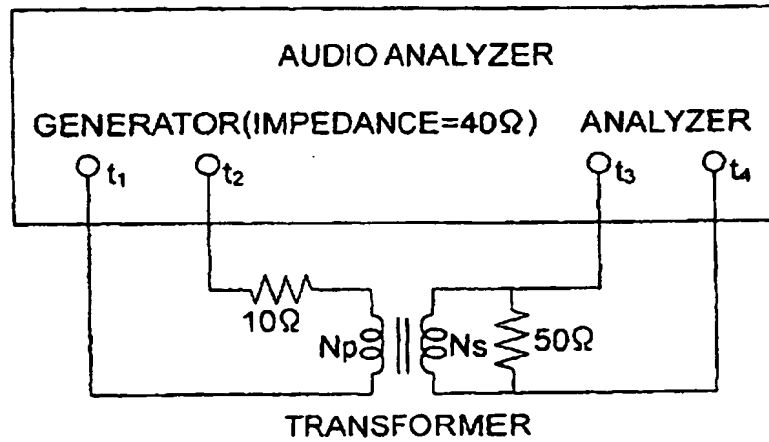 AUDIO ANALYZER
GENERATOR(IMPEDANCE=40Ω) ANALYZER
t₁ t₂ t₃ t₄
10Ω
Np Ns 50Ω
TRANSFORMER